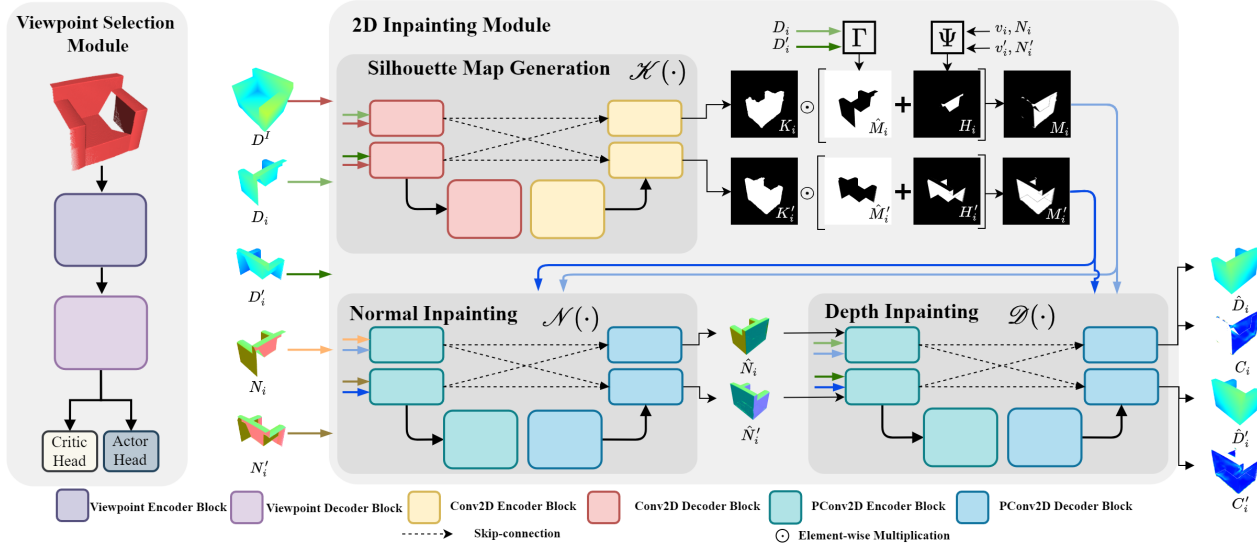 Viewpoint Selection
Module
Critic
Head
Actor
Head
2D Inpainting Module
Silhouette Map Generation 𝒦(·)
D^I
D_i
D'_i
N_i
N'_i
D_i
D'_i
Γ
Ψ
v_i, N_i
v'_i, N'_i
K_i
⊙
M̂_i
+
H_i
M_i
K'_i
⊙
M̂'_i
+
H'_i
M'_i
Normal Inpainting 𝒩(·)
N̂_i
N̂'_i
Depth Inpainting 𝒟(·)
D̂_i
C_i
D̂'_i
C'_i
Viewpoint Encoder Block
Viewpoint Decoder Block
Conv2D Encoder Block
Conv2D Decoder Block
PConv2D Encoder Block
PConv2D Decoder Block
Skip-connection
⊙ Element-wise Multiplication